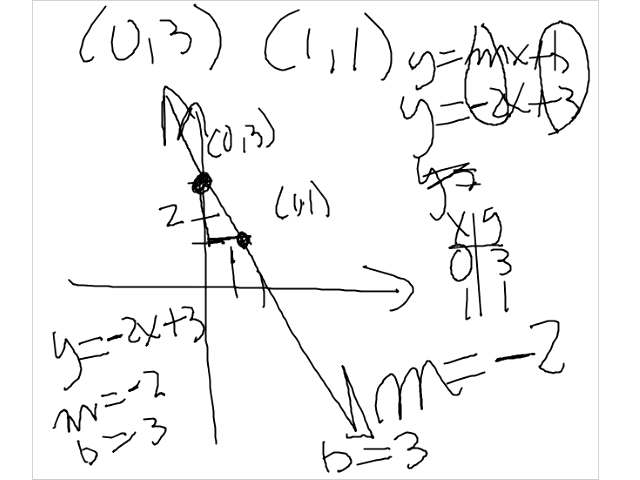 (0,3) (1,1)
y=mx+b
y=-2x+3
(0,3)
(1,1)
2
1
x y
0 3
1 1
y=-2x+3
m=-2
b=3
m=-2
b=3